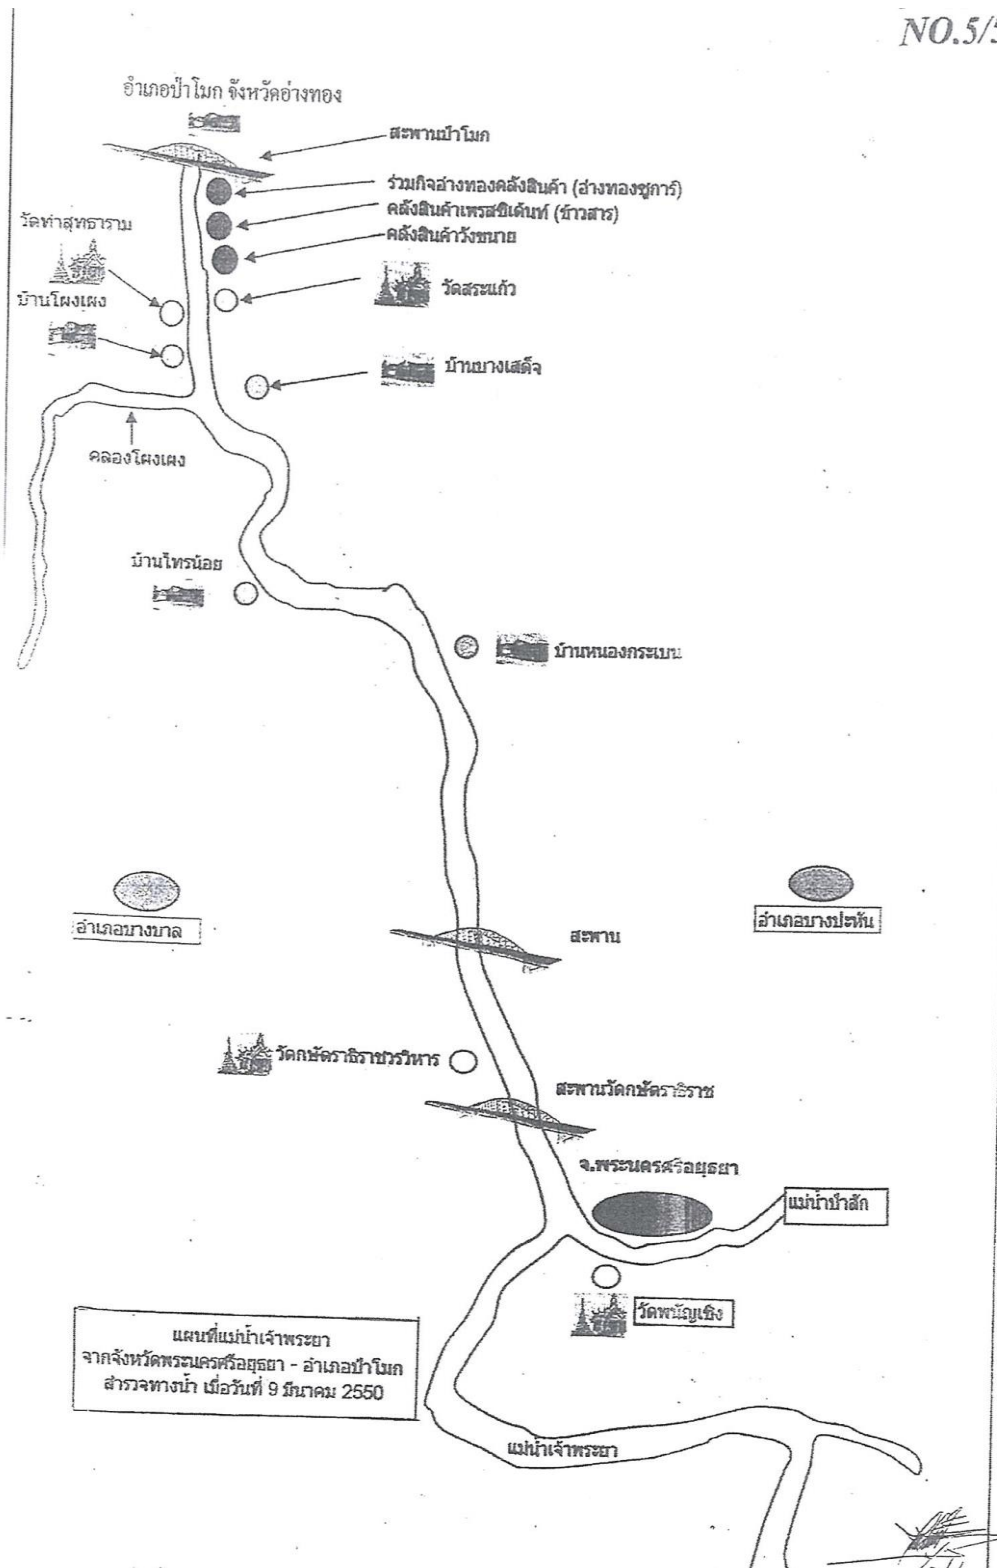 NO.5/5
อำเภอป่าโมก จังหวัดอ่างทอง
สะพานป่าโมก
ร่วมกิจอ่างทองคลังสินค้า (อ่างทองชูการ์)
คลังสินค้าเพรสซิเด้นท์ (ข้าวสาร)
คลังสินค้าวังขนาย
วัดท่าสุทธาราม
วัดสระแก้ว
บ้านโผงเผง
บ้านบางเสด็จ
คลองโผงเผง
บ้านไทรน้อย
บ้านหนองกระเบน
อำเภอบางบาล
อำเภอบางปะหัน
สะพาน
วัดกษัตราธิราชวรวิหาร
สะพานวัดกษัตราธิราช
จ.พระนครศรีอยุธยา
แม่น้ำป่าสัก
วัดพนัญเชิง
แผนที่แม่น้ำเจ้าพระยา
จากจังหวัดพระนครศรีอยุธยา - อำเภอป่าโมก
สำรวจทางน้ำ เมื่อวันที่ 9 มีนาคม 2550
แม่น้ำเจ้าพระยา